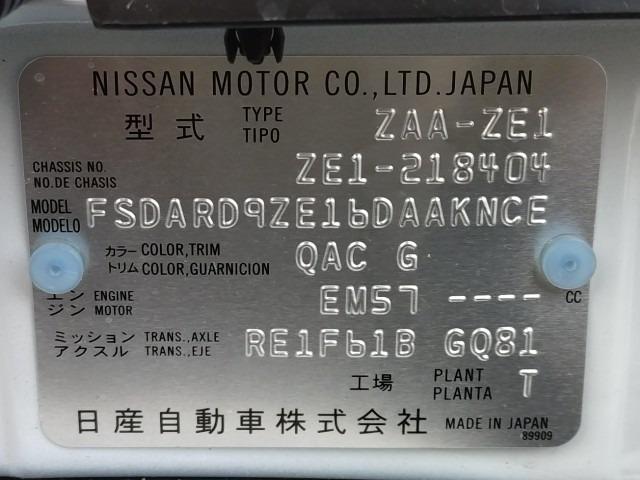 NISSAN MOTOR CO.,LTD.JAPAN
型式 TYPE TIPO ZAA-ZE1
CHASSIS NO. NO.DE CHASIS ZE1-218404
MODEL MODELO FSDARD9ZE1bDAAKNCE
カラー COLOR,TRIM
トリム COLOR,GUARNICION QAC G
エン ENGINE
ジン MOTOR EM57 ---- CC
ミッション TRANS.,AXLE
アクスル TRANS.,EJE RE1F61B GQ81
工場 PLANT PLANTA T
日産自動車株式会社 MADE IN JAPAN
89909